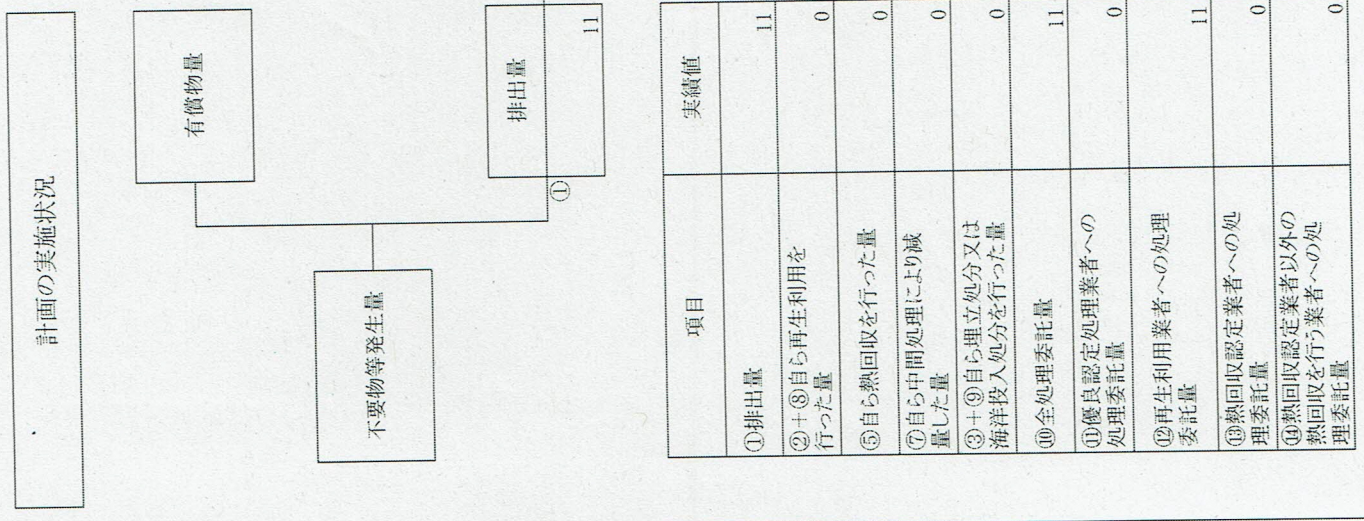 計画の実施状況
不要物等発生量
有償物量
①
排出量
11
項目
実績値
①排出量
11
②+⑧自ら再生利用を
行った量
0
⑤自ら熱回収を行った量
0
⑦自ら中間処理により減
量した量
0
③+⑨自ら埋立処分又は
海洋投入処分を行った量
0
⑩全処理委託量
11
⑪優良認定処理業者への
処理委託量
0
⑫再生利用業者への処理
委託量
11
⑬熱回収認定業者への処
理委託量
0
⑭熱回収認定業者以外の
熱回収を行う業者への処
理委託量
0